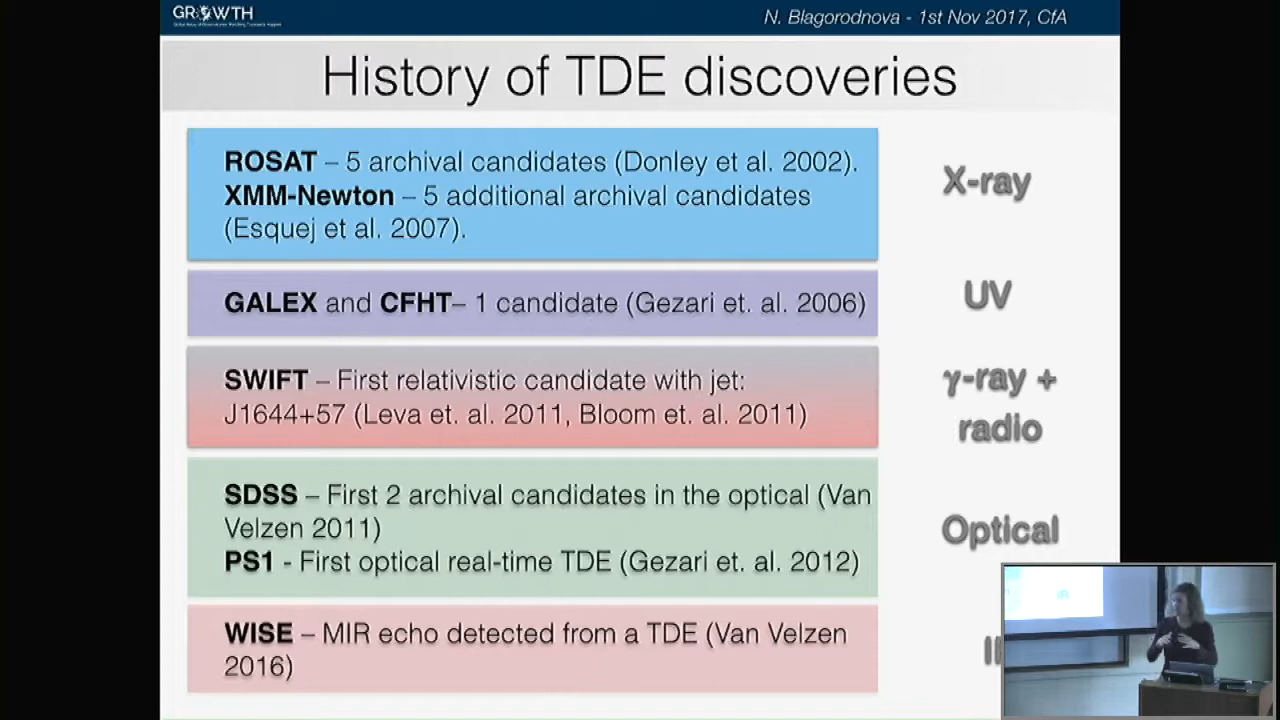 GROWTH
N. Blagorodnova - 1st Nov 2017, CfA
History of TDE discoveries
ROSAT – 5 archival candidates (Donley et al. 2002).
XMM-Newton – 5 additional archival candidates
(Esquej et al. 2007).
X-ray
GALEX and CFHT– 1 candidate (Gezari et. al. 2006)
UV
SWIFT – First relativistic candidate with jet:
J1644+57 (Leva et. al. 2011, Bloom et. al. 2011)
γ-ray +
radio
SDSS – First 2 archival candidates in the optical (Van
Velzen 2011)
PS1 - First optical real-time TDE (Gezari et. al. 2012)
Optical
WISE – MIR echo detected from a TDE (Van Velzen
2016)